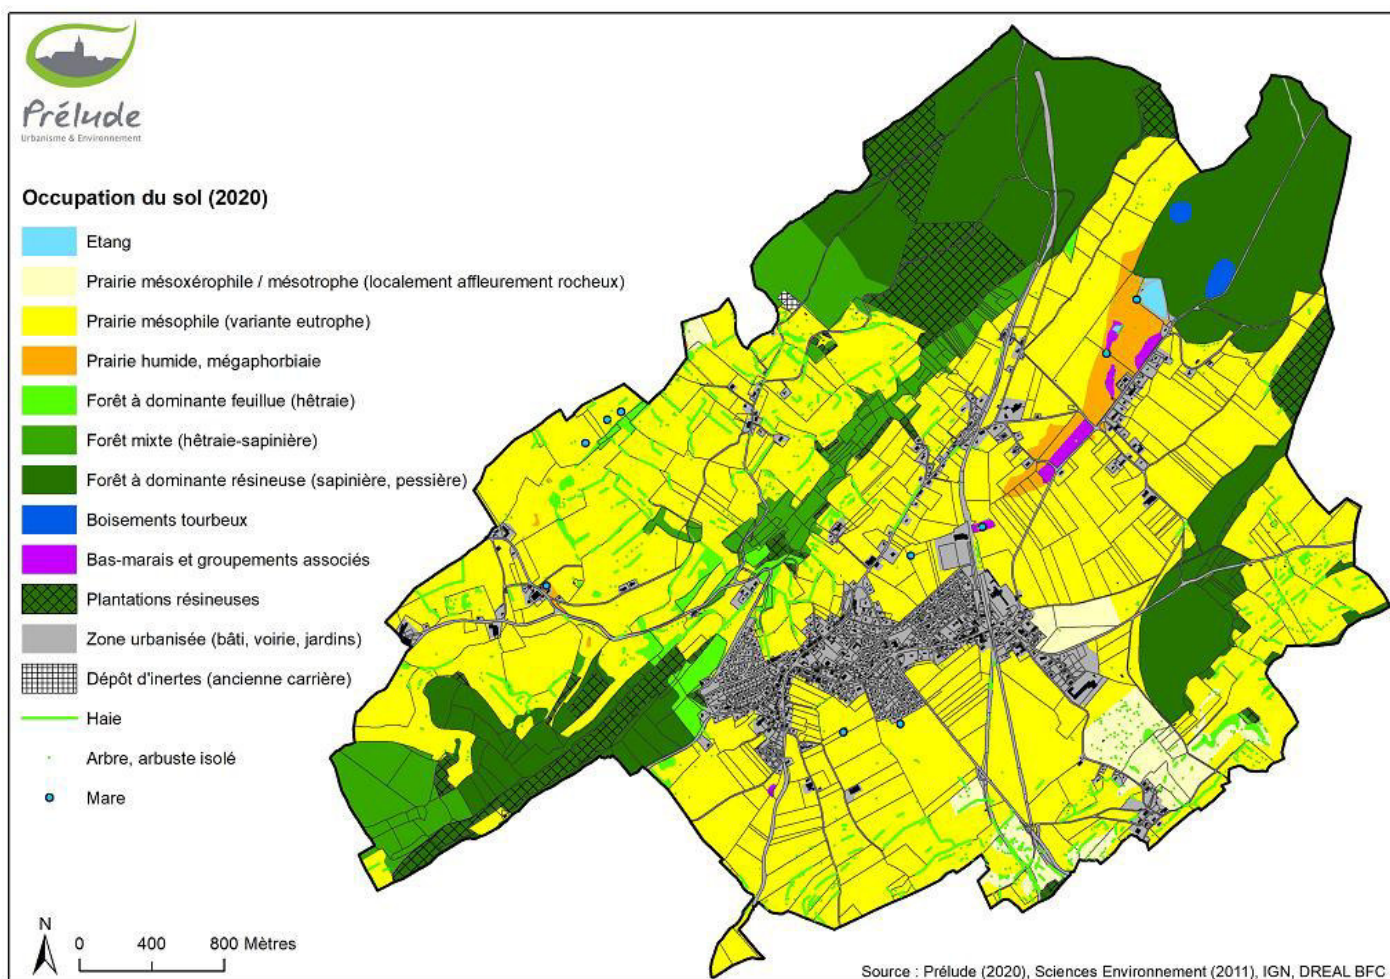 Prélude
Urbanisme & Environnement
Occupation du sol (2020)
Etang
Prairie mésoxérophile / mésotrophe (localement affleurement rocheux)
Prairie mésophile (variante eutrophe)
Prairie humide, mégaphorbiaie
Forêt à dominante feuillue (hêtraie)
Forêt mixte (hêtraie-sapinière)
Forêt à dominante résineuse (sapinière, pessière)
Boisements tourbeux
Bas-marais et groupements associés
Plantations résineuses
Zone urbanisée (bâti, voirie, jardins)
Dépôt d'inertes (ancienne carrière)
Haie
Arbre, arbuste isolé
Mare
N
0 400 800 Mètres
Source : Prélude (2020), Sciences Environnement (2011), IGN, DREAL BFC